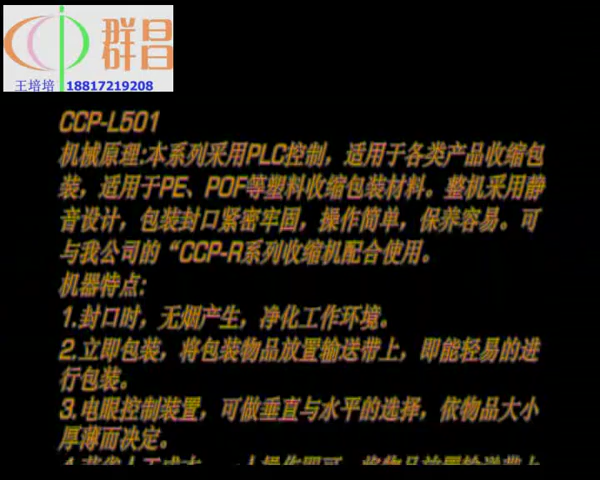 群昌
王培培 18817219208
CCP-L501
机械原理:本系列采用PLC控制，适用于各类产品收缩包
装，适用于PE、POF等塑料收缩包装材料。整机采用静
音设计，包装封口紧密牢固，操作简单，保养容易。可
与我公司的“CCP-R系列收缩机配合使用。
机器特点:
1.封口时，无烟产生，净化工作环境。
2.立即包装，将包装物品放置输送带上，即能轻易的进
行包装。
3.电眼控制装置，可做垂直与水平的选择，依物品大小
厚薄而决定。